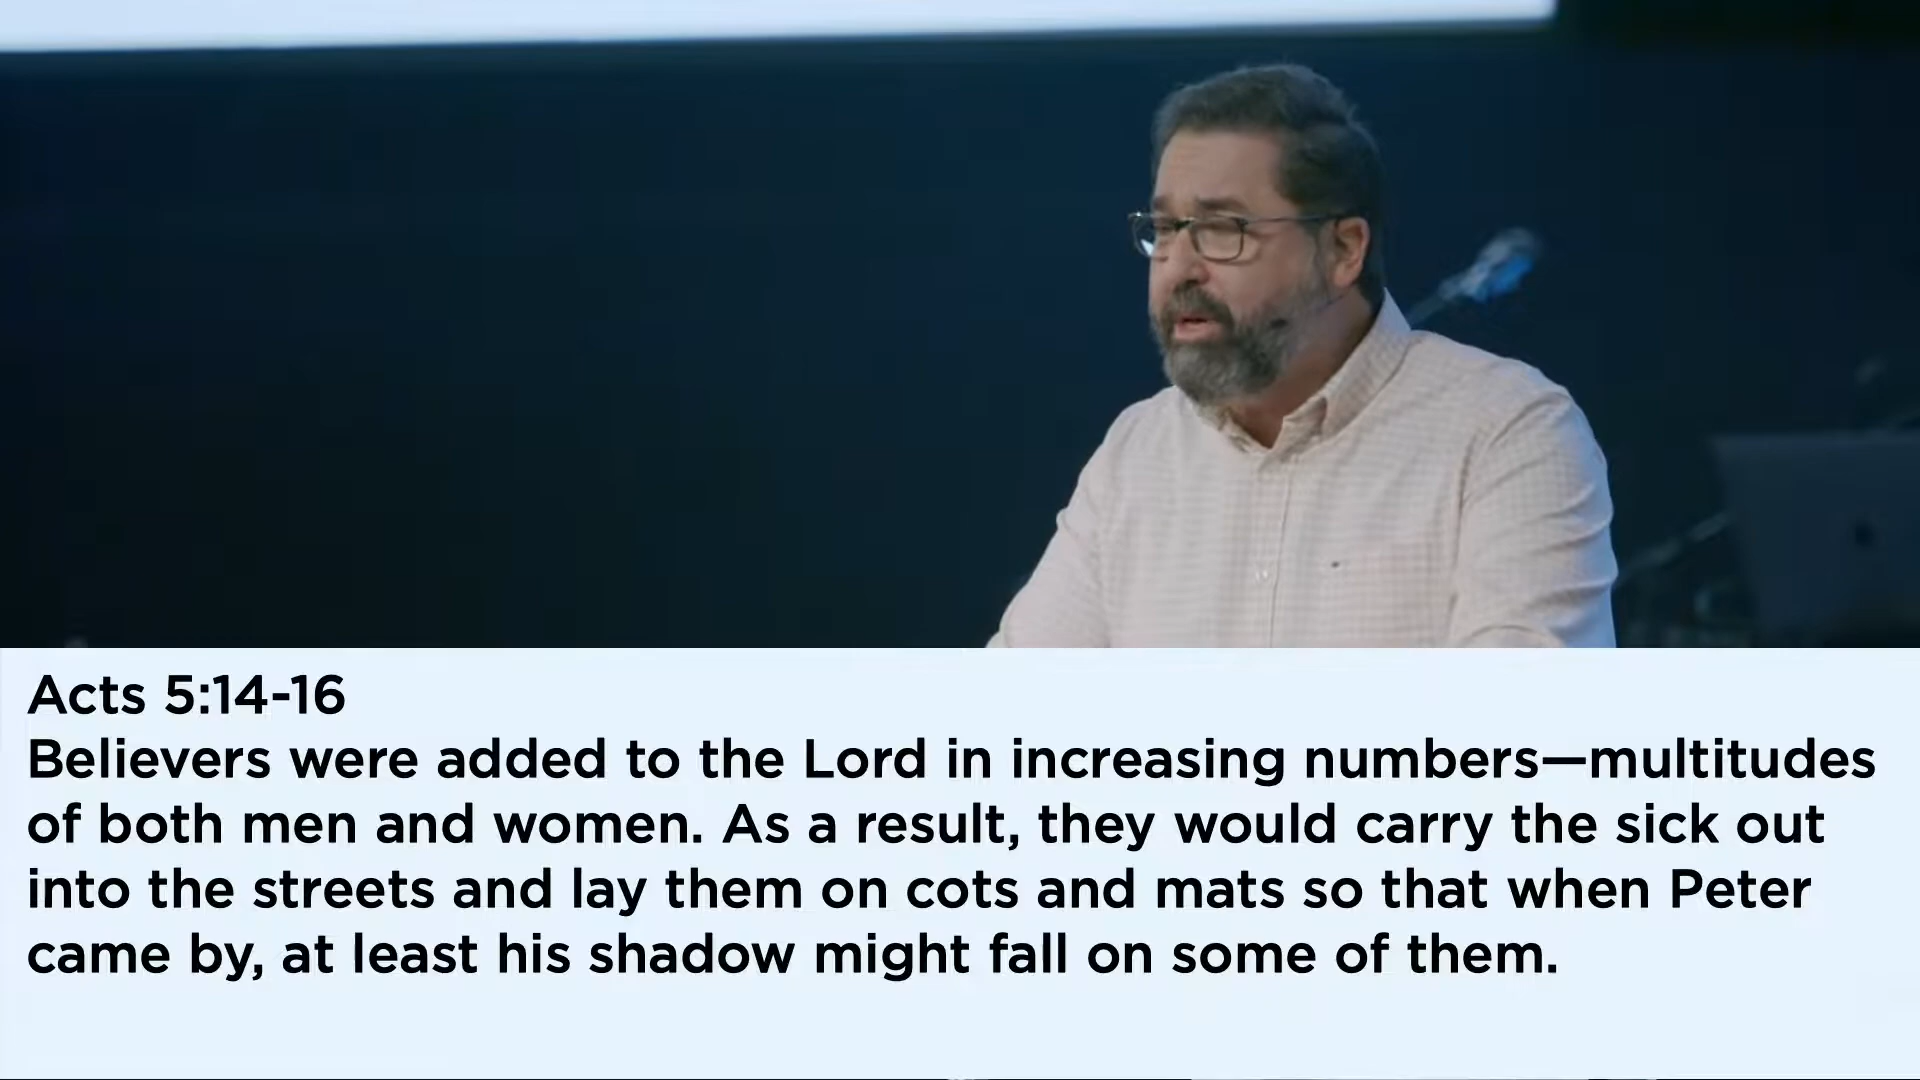 Acts 5:14-16
Believers were added to the Lord in increasing numbers—multitudes
of both men and women. As a result, they would carry the sick out
into the streets and lay them on cots and mats so that when Peter
came by, at least his shadow might fall on some of them.